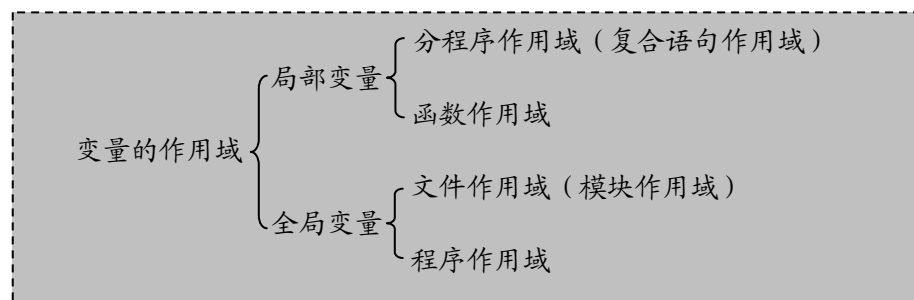 分程序作用域（复合语句作用域）
局部变量
函数作用域
变量的作用域
文件作用域（模块作用域）
全局变量
程序作用域